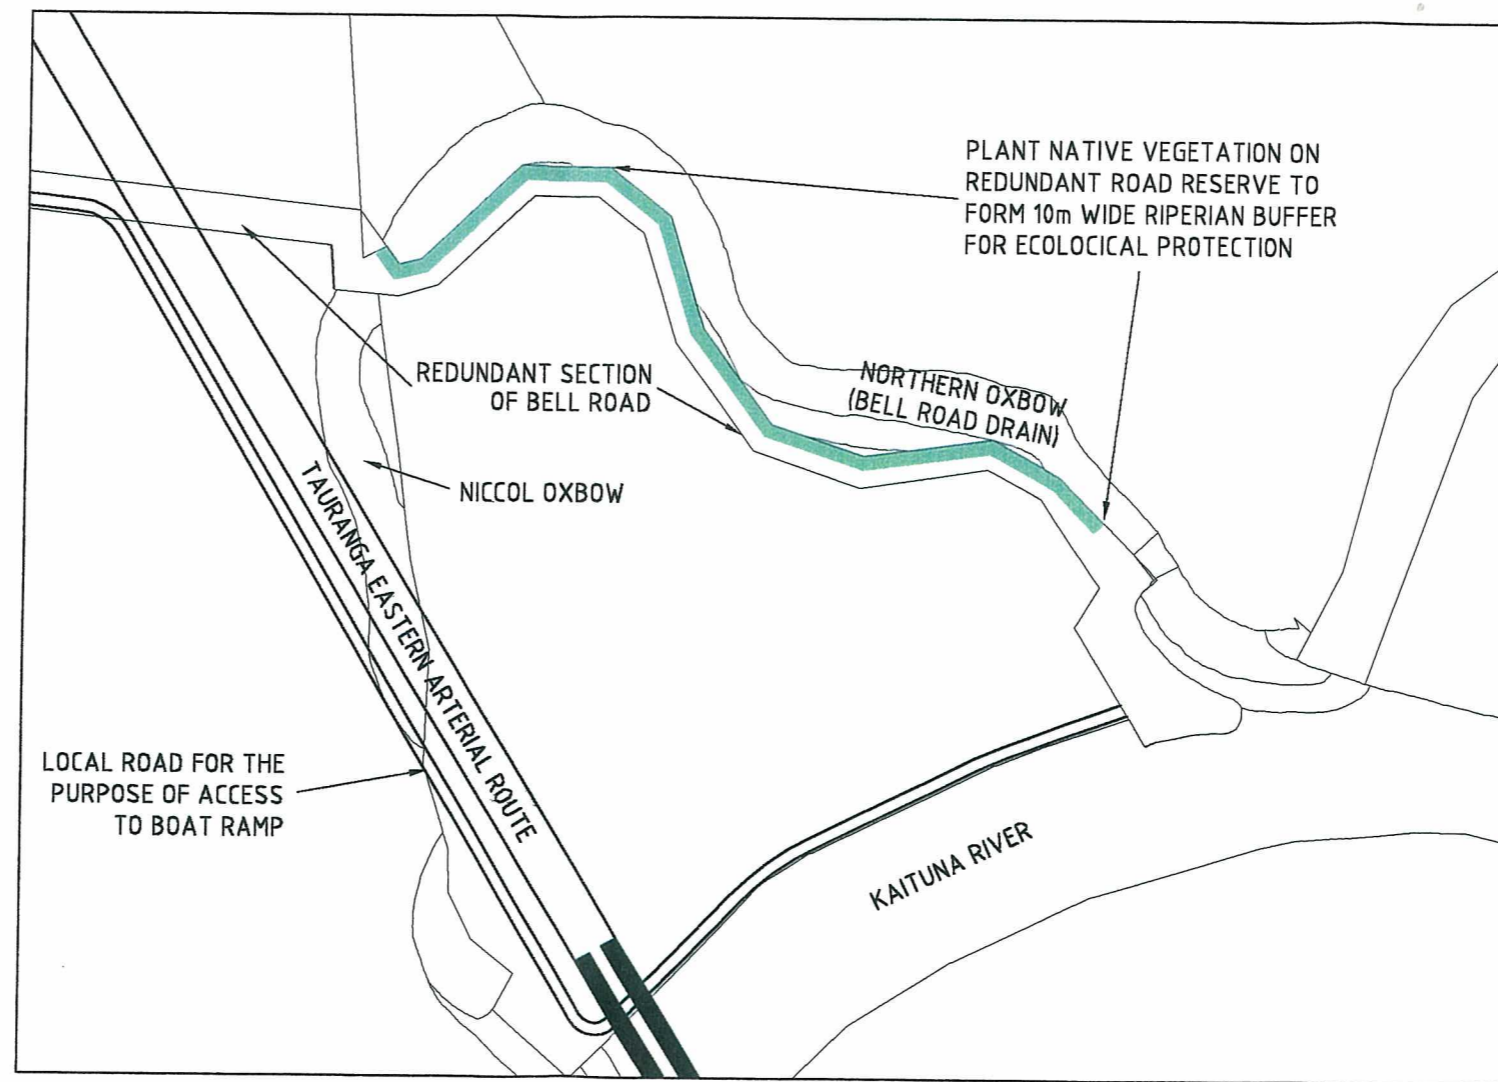 PLANT NATIVE VEGETATION ON
REDUNDANT ROAD RESERVE TO
FORM 10m WIDE RIPERIAN BUFFER
FOR ECOLOCICAL PROTECTION
NORTHERN OXBOW
(BELL ROAD DRAIN)
REDUNDANT SECTION
OF BELL ROAD
NICCOL OXBOW
TAURANGA EASTERN ARTERIAL ROUTE
LOCAL ROAD FOR THE
PURPOSE OF ACCESS
TO BOAT RAMP
KAITUNA RIVER